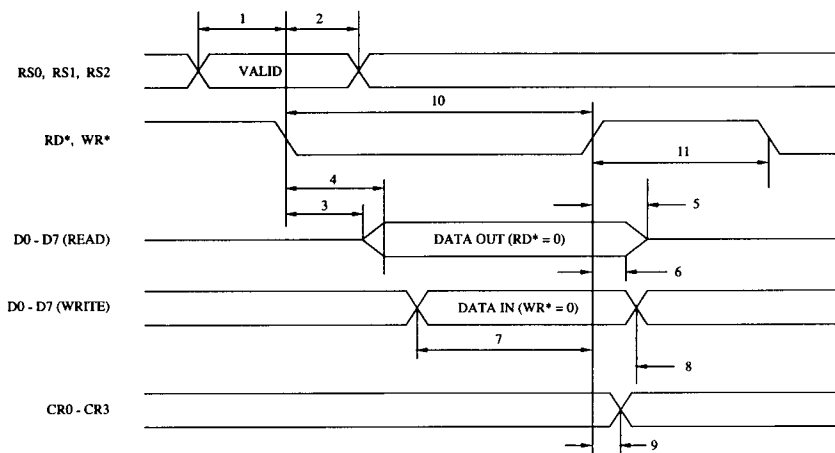 1
2
RS0, RS1, RS2
VALID
10
RD*, WR*
11
4
3
5
D0 - D7 (READ)
DATA OUT (RD* = 0)
6
D0 - D7 (WRITE)
DATA IN (WR* = 0)
7
8
CR0 - CR3
9